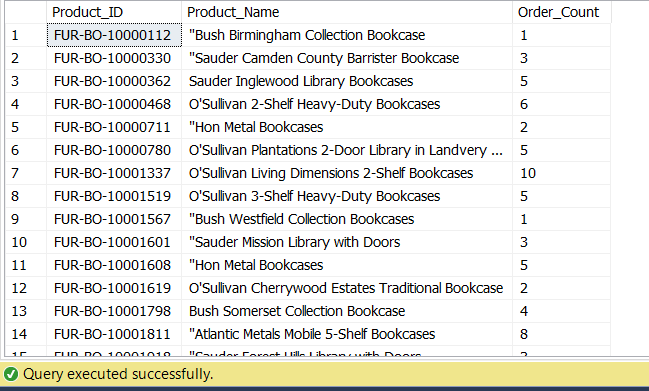 Product_ID Product_Name Order_Count
1 FUR-BO-10000112 "Bush Birmingham Collection Bookcase 1
2 FUR-BO-10000330 "Sauder Camden County Barrister Bookcase 3
3 FUR-BO-10000362 Sauder Inglewood Library Bookcases 5
4 FUR-BO-10000468 O'Sullivan 2-Shelf Heavy-Duty Bookcases 6
5 FUR-BO-10000711 "Hon Metal Bookcases 2
6 FUR-BO-10000780 O'Sullivan Plantations 2-Door Library in Landvery ... 5
7 FUR-BO-10001337 O'Sullivan Living Dimensions 2-Shelf Bookcases 10
8 FUR-BO-10001519 O'Sullivan 3-Shelf Heavy-Duty Bookcases 5
9 FUR-BO-10001567 "Bush Westfield Collection Bookcases 1
10 FUR-BO-10001601 "Sauder Mission Library with Doors 3
11 FUR-BO-10001608 "Hon Metal Bookcases 5
12 FUR-BO-10001619 O'Sullivan Cherrywood Estates Traditional Bookcase 2
13 FUR-BO-10001798 Bush Somerset Collection Bookcase 4
14 FUR-BO-10001811 "Atlantic Metals Mobile 5-Shelf Bookcases 8
15 "Sauder Forest Hills Library with Doors
Query executed successfully.